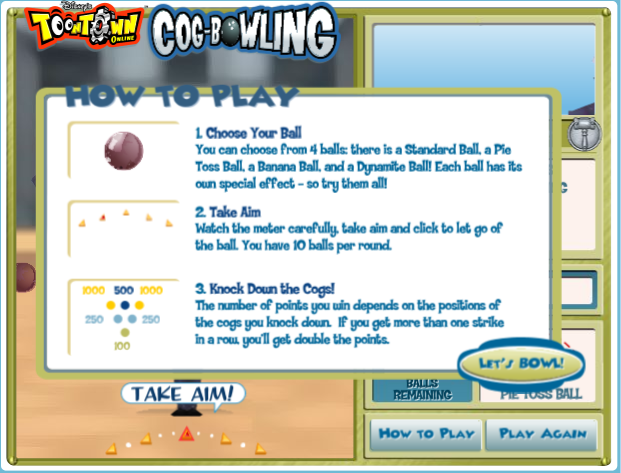 Disney's
TOONTOWN
ONLINE
COG-BOWLING
HOW TO PLAY
1. Choose Your Ball
You can choose from 4 balls: there is a Standard Ball, a Pie
Toss Ball, a Banana Ball, and a Dynamite Ball! Each ball has its
own special effect - so try them all!
2. Take Aim
Watch the meter carefully, take aim and click to let go of
the ball. You have 10 balls per round.
1000 500 1000
250 250
100
3. Knock Down the Cogs!
The number of points you win depends on the positions of
the cogs you knock down. If you get more than one strike
in a row, you'll get double the points.
LET'S BOWL!
TAKE AIM!
BALLS
REMAINING
PIE TOSS BALL
HOW TO PLAY
PLAY AGAIN